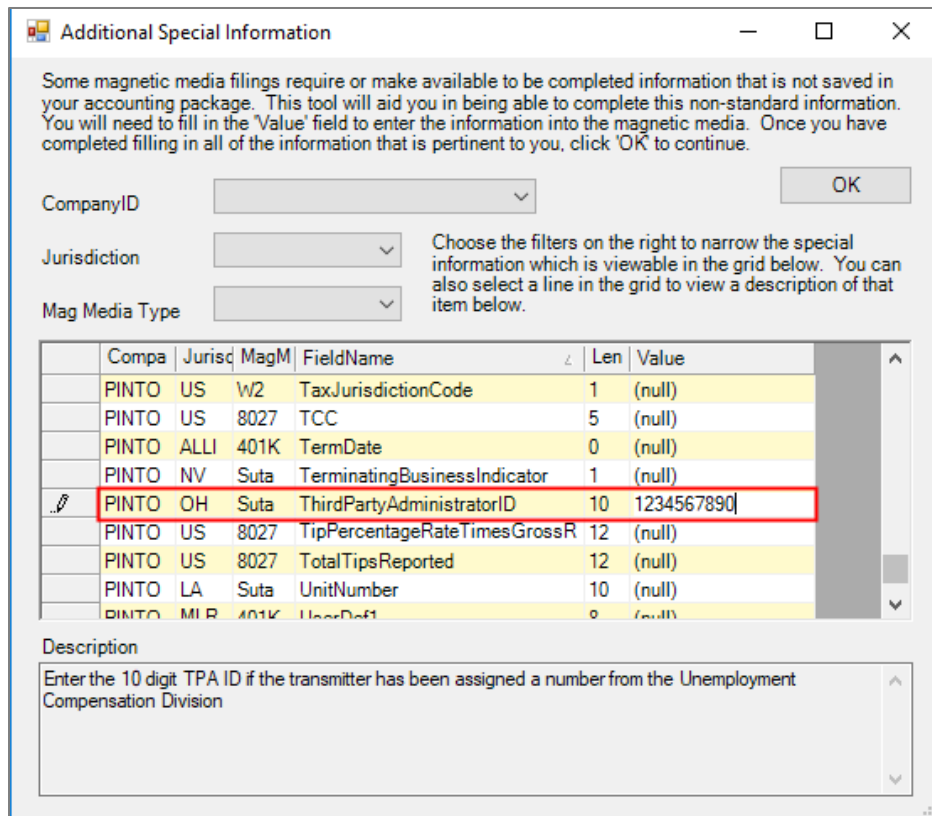 Additional Special Information
Some magnetic media filings require or make available to be completed information that is not saved in
your accounting package. This tool will aid you in being able to complete this non-standard information.
You will need to fill in the 'Value' field to enter the information into the magnetic media. Once you have
completed filling in all of the information that is pertinent to you, click 'OK' to continue.
OK
CompanyID
Jurisdiction
Choose the filters on the right to narrow the special
information which is viewable in the grid below. You can
also select a line in the grid to view a description of that
item below.
Mag Media Type
Compa Jurisd MagM FieldName Len Value
PINTO US W2 TaxJurisdictionCode 1 (null)
PINTO US 8027 TCC 5 (null)
PINTO ALLI 401K TermDate 0 (null)
PINTO NV Suta TerminatingBusinessIndicator 1 (null)
PINTO OH Suta ThirdPartyAdministratorID 10 1234567890
PINTO US 8027 TipPercentageRateTimesGrossR 12 (null)
PINTO US 8027 TotalTipsReported 12 (null)
PINTO LA Suta UnitNumber 10 (null)
PINTO MLR 401K UserDef1 8 (null)
Description
Enter the 10 digit TPA ID if the transmitter has been assigned a number from the Unemployment
Compensation Division